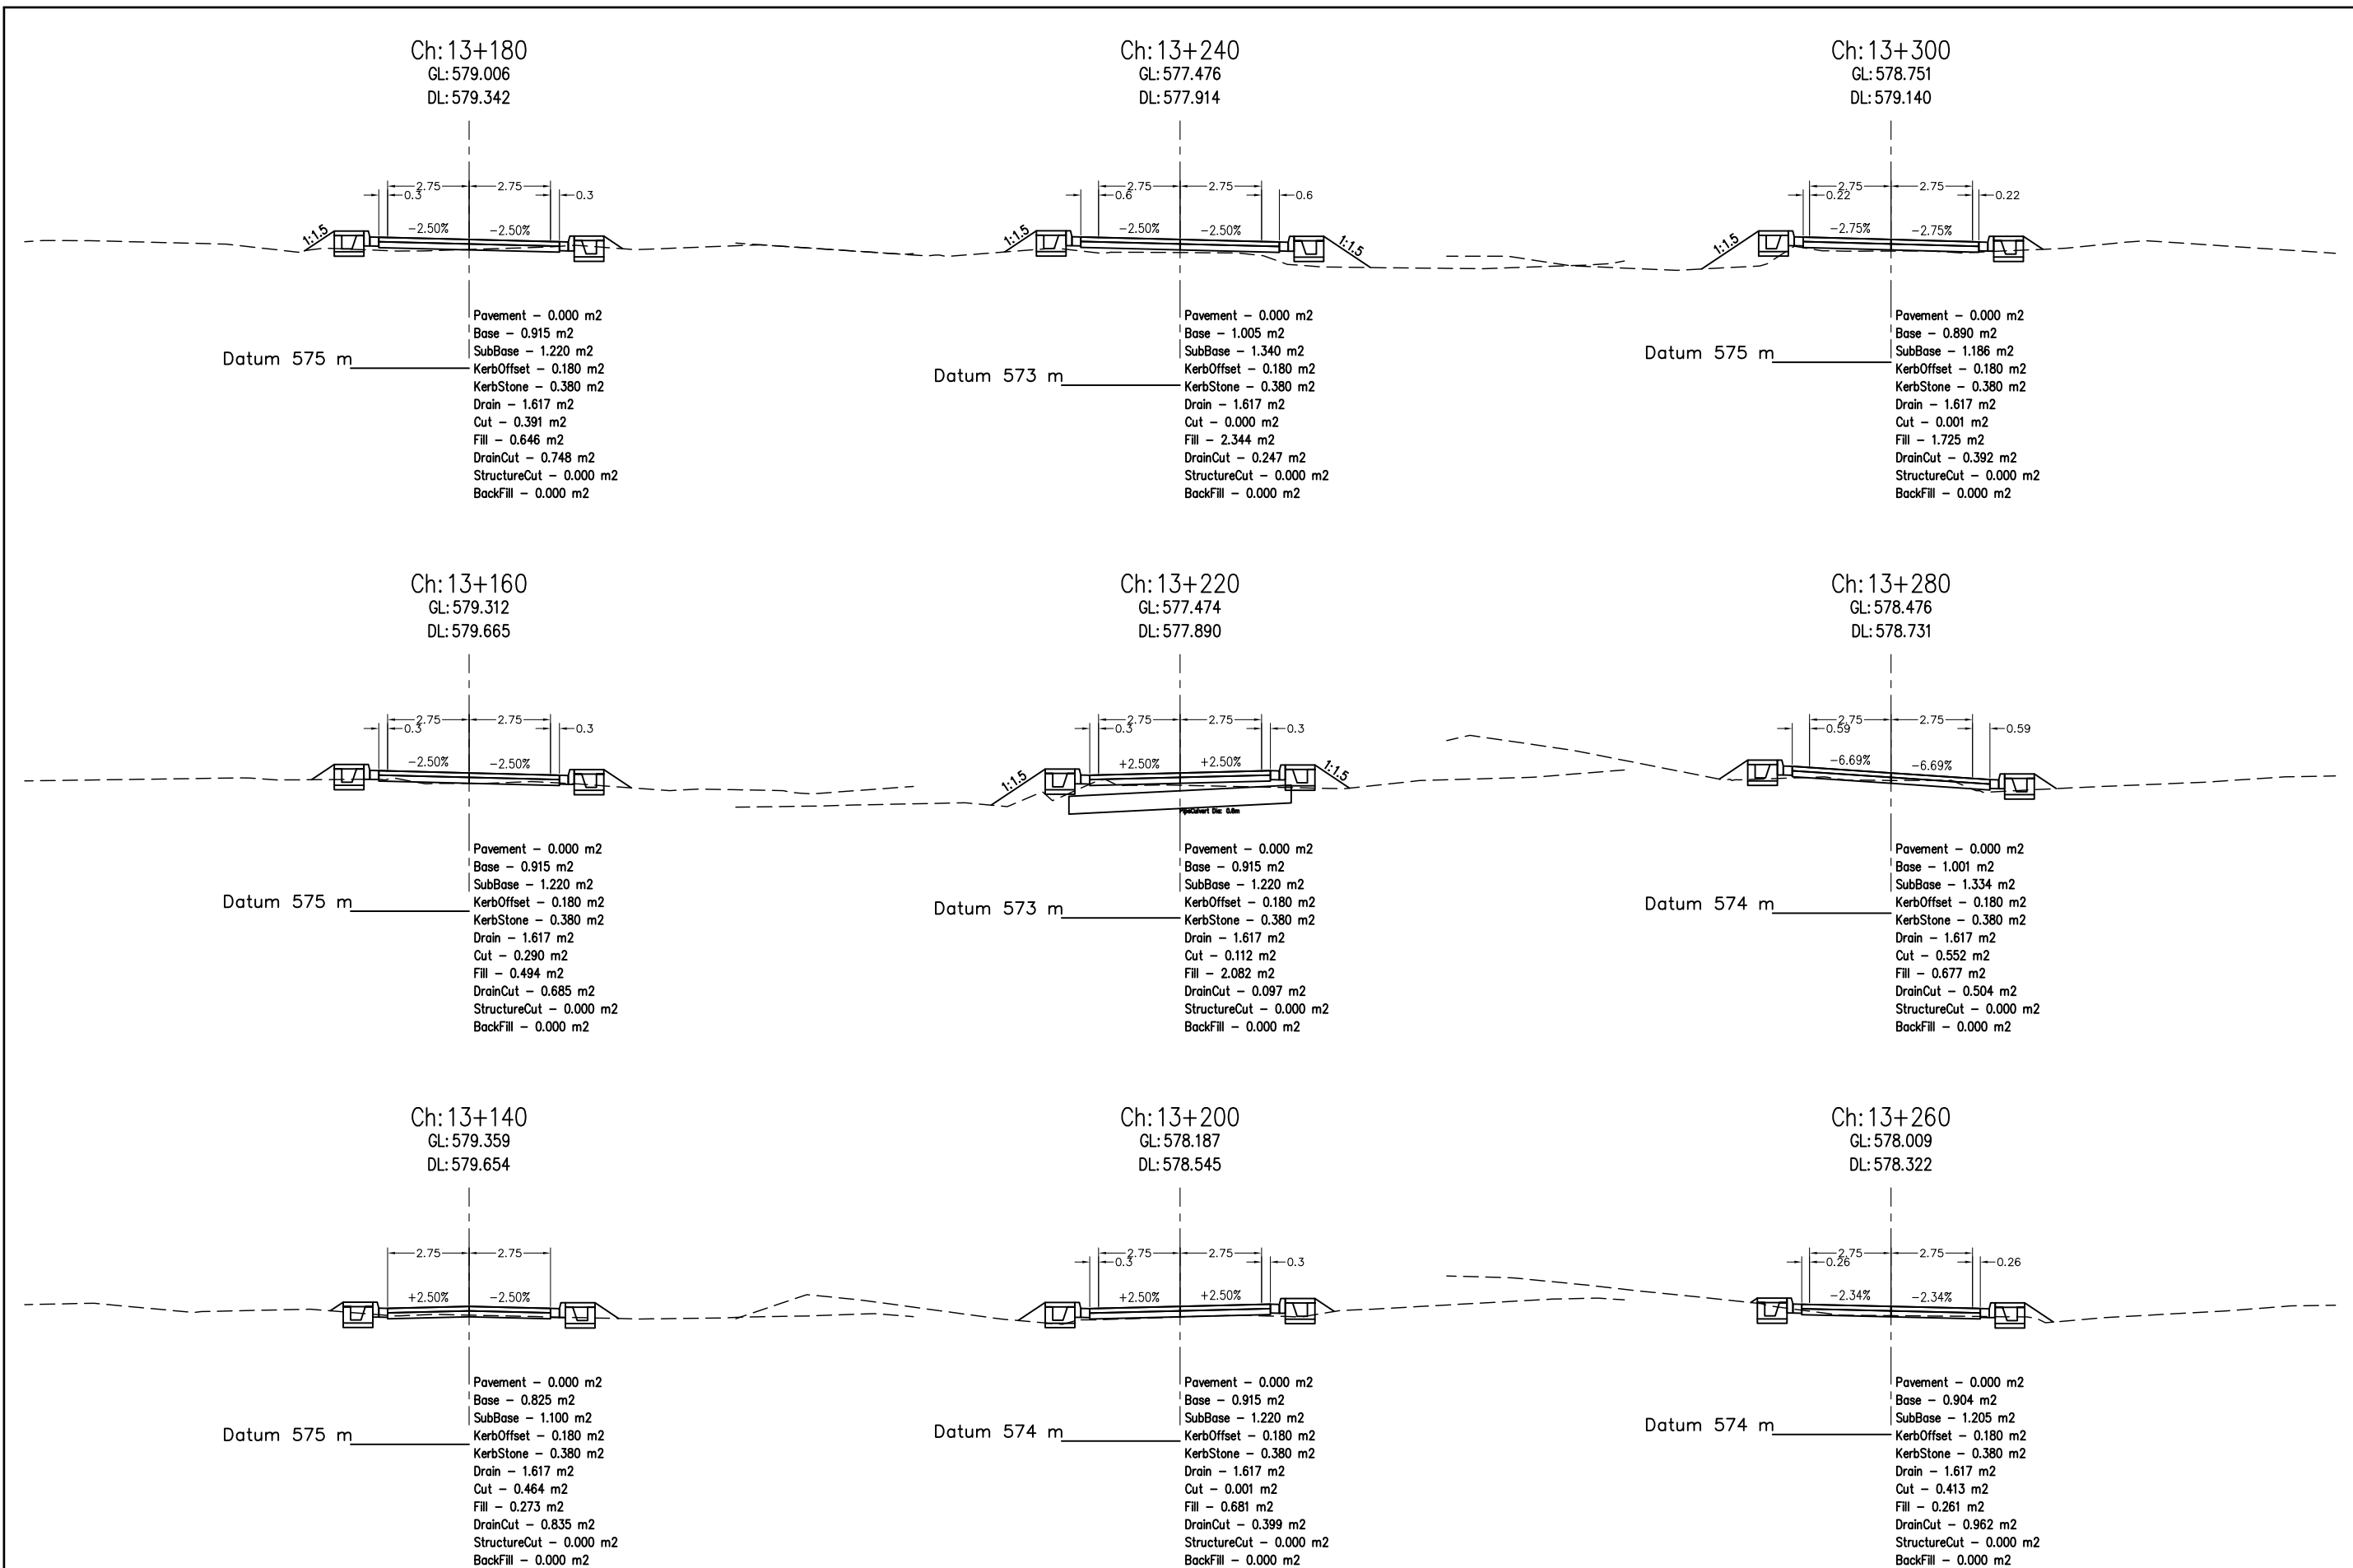 Ch:13+180
GL:579.006
DL:579.342
2.75 2.75
0.3 0.3
1:1.5
-2.50% -2.50%
Datum 575 m
Pavement - 0.000 m2
Base - 0.915 m2
SubBase - 1.220 m2
KerbOffset - 0.180 m2
KerbStone - 0.380 m2
Drain - 1.617 m2
Cut - 0.391 m2
Fill - 0.646 m2
DrainCut - 0.748 m2
StructureCut - 0.000 m2
BackFill - 0.000 m2
Ch:13+240
GL:577.476
DL:577.914
2.75 2.75
0.6 0.6
1:1.5 1:1.5
-2.50% -2.50%
Datum 573 m
Pavement - 0.000 m2
Base - 1.005 m2
SubBase - 1.340 m2
KerbOffset - 0.180 m2
KerbStone - 0.380 m2
Drain - 1.617 m2
Cut - 0.000 m2
Fill - 2.344 m2
DrainCut - 0.247 m2
StructureCut - 0.000 m2
BackFill - 0.000 m2
Ch:13+300
GL:578.751
DL:579.140
2.75 2.75
0.22 0.22
1:1.5
-2.75% -2.75%
Datum 575 m
Pavement - 0.000 m2
Base - 0.890 m2
SubBase - 1.186 m2
KerbOffset - 0.180 m2
KerbStone - 0.380 m2
Drain - 1.617 m2
Cut - 0.001 m2
Fill - 1.725 m2
DrainCut - 0.392 m2
StructureCut - 0.000 m2
BackFill - 0.000 m2
Ch:13+160
GL:579.312
DL:579.665
2.75 2.75
0.3 0.3
-2.50% -2.50%
Datum 575 m
Pavement - 0.000 m2
Base - 0.915 m2
SubBase - 1.220 m2
KerbOffset - 0.180 m2
KerbStone - 0.380 m2
Drain - 1.617 m2
Cut - 0.290 m2
Fill - 0.494 m2
DrainCut - 0.685 m2
StructureCut - 0.000 m2
BackFill - 0.000 m2
Ch:13+220
GL:577.474
DL:577.890
2.75 2.75
0.3 0.3
1:1.5 1:1.5
+2.50% +2.50%
PipeCulvert Dia: 0.6m
Datum 573 m
Pavement - 0.000 m2
Base - 0.915 m2
SubBase - 1.220 m2
KerbOffset - 0.180 m2
KerbStone - 0.380 m2
Drain - 1.617 m2
Cut - 0.112 m2
Fill - 2.082 m2
DrainCut - 0.097 m2
StructureCut - 0.000 m2
BackFill - 0.000 m2
Ch:13+280
GL:578.476
DL:578.731
2.75 2.75
0.59 0.59
-6.69% -6.69%
Datum 574 m
Pavement - 0.000 m2
Base - 1.001 m2
SubBase - 1.334 m2
KerbOffset - 0.180 m2
KerbStone - 0.380 m2
Drain - 1.617 m2
Cut - 0.552 m2
Fill - 0.677 m2
DrainCut - 0.504 m2
StructureCut - 0.000 m2
BackFill - 0.000 m2
Ch:13+140
GL:579.359
DL:579.654
2.75 2.75
+2.50% -2.50%
Datum 575 m
Pavement - 0.000 m2
Base - 0.825 m2
SubBase - 1.100 m2
KerbOffset - 0.180 m2
KerbStone - 0.380 m2
Drain - 1.617 m2
Cut - 0.464 m2
Fill - 0.273 m2
DrainCut - 0.835 m2
StructureCut - 0.000 m2
BackFill - 0.000 m2
Ch:13+200
GL:578.187
DL:578.545
2.75 2.75
0.3 0.3
+2.50% +2.50%
Datum 574 m
Pavement - 0.000 m2
Base - 0.915 m2
SubBase - 1.220 m2
KerbOffset - 0.180 m2
KerbStone - 0.380 m2
Drain - 1.617 m2
Cut - 0.001 m2
Fill - 0.681 m2
DrainCut - 0.399 m2
StructureCut - 0.000 m2
BackFill - 0.000 m2
Ch:13+260
GL:578.009
DL:578.322
2.75 2.75
0.26 0.26
-2.34% -2.34%
Datum 574 m
Pavement - 0.000 m2
Base - 0.904 m2
SubBase - 1.205 m2
KerbOffset - 0.180 m2
KerbStone - 0.380 m2
Drain - 1.617 m2
Cut - 0.413 m2
Fill - 0.261 m2
DrainCut - 0.962 m2
StructureCut - 0.000 m2
BackFill - 0.000 m2